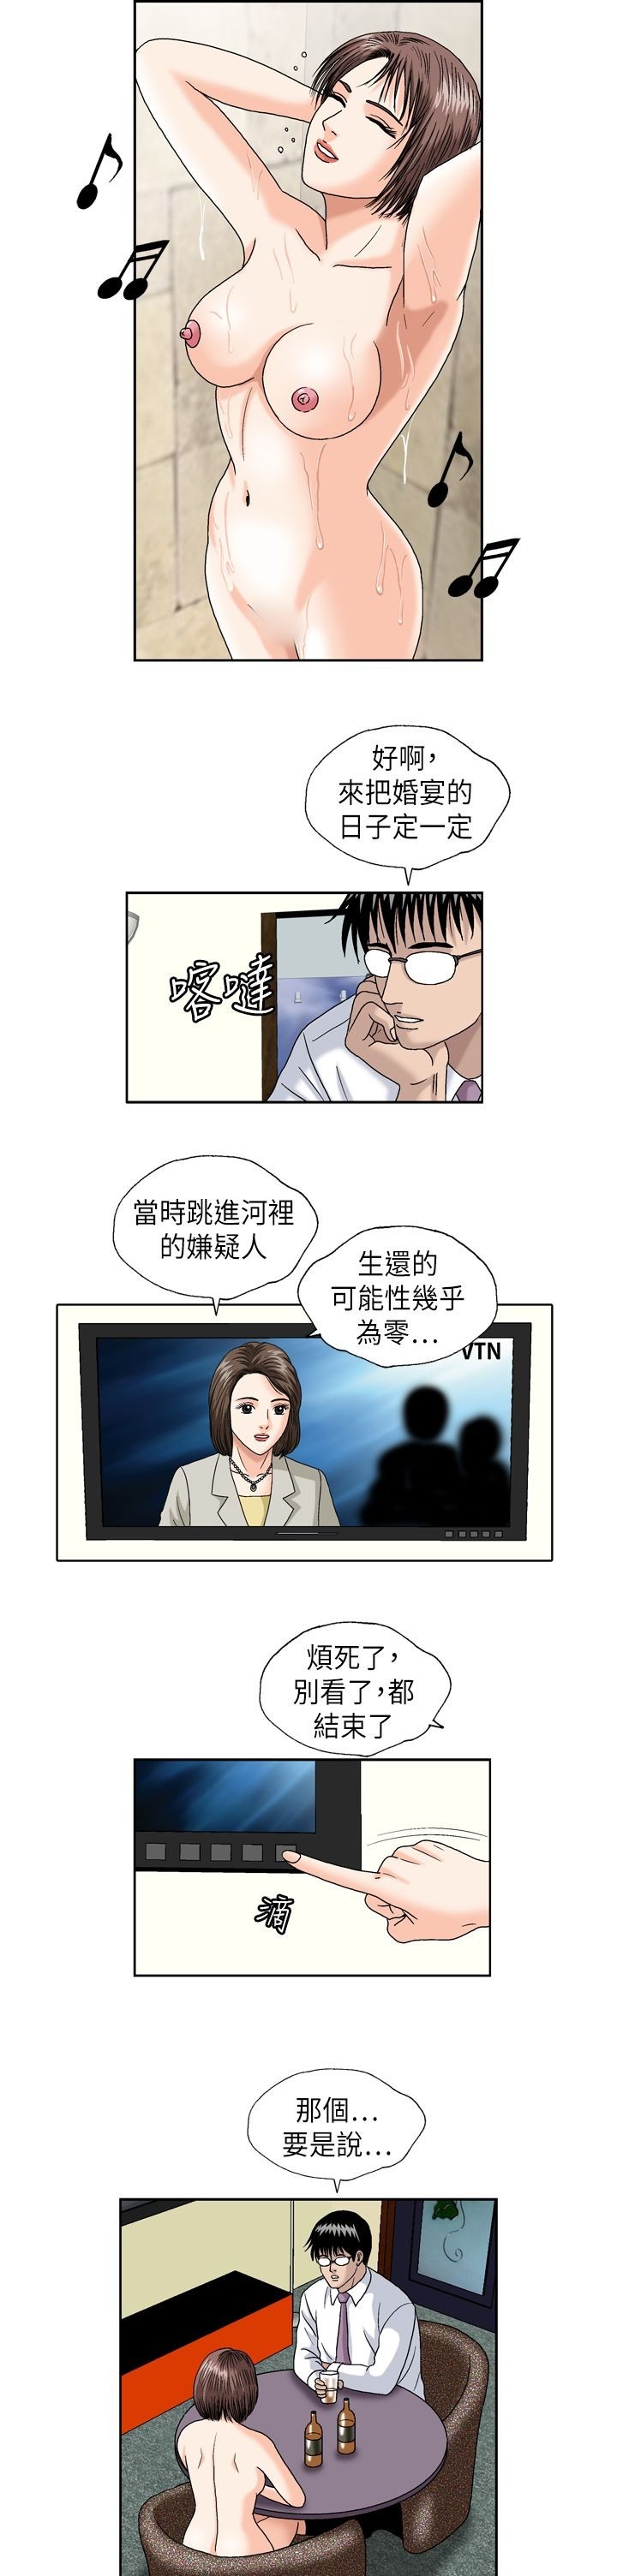 好啊，
來把婚宴的
日子定一定
喀噠
當時跳進河裡
的嫌疑人
生還的
可能性幾乎
為零...
VTN
煩死了，
別看了，都
結束了
滴
那個...
要是說...